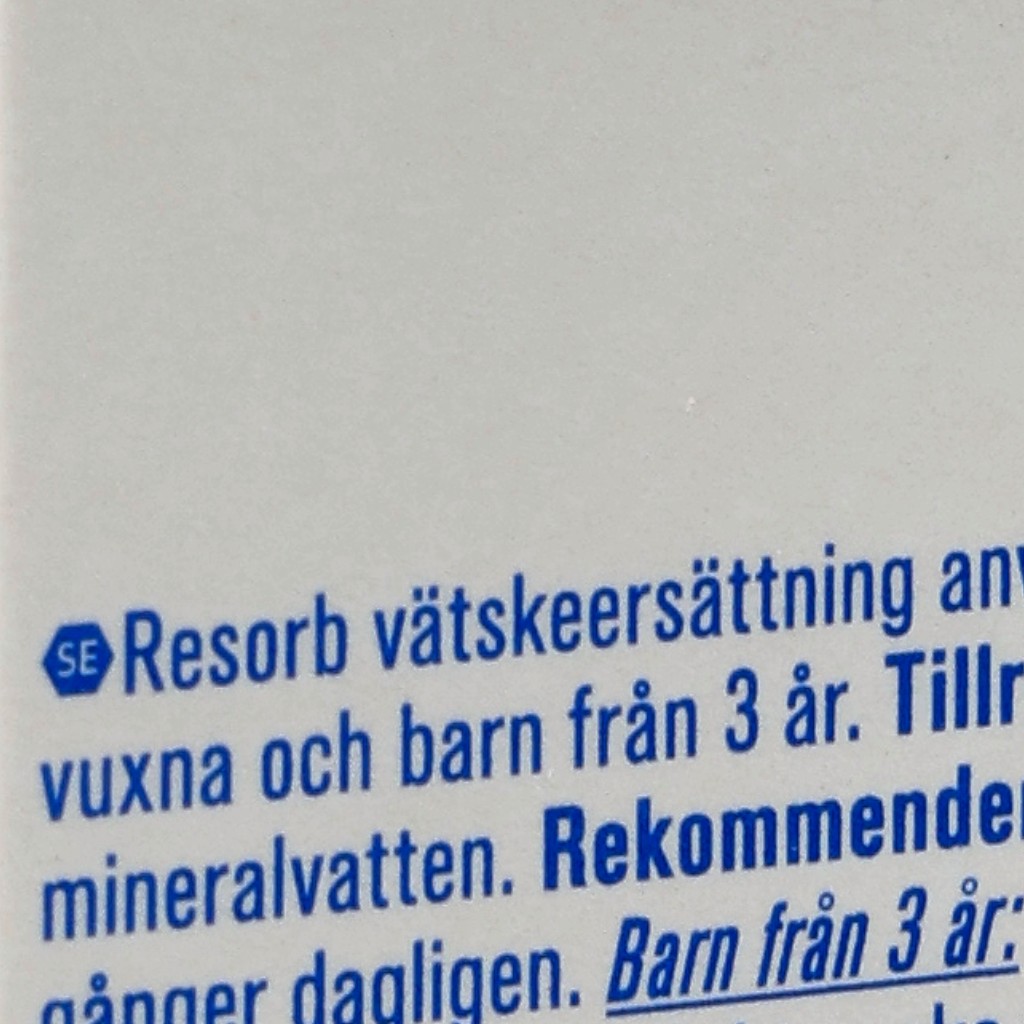 SE Resorb vätskeersättning
vuxna och barn från 3 år.
mineralvatten.
gånger dagligen. Barn från 3 år: